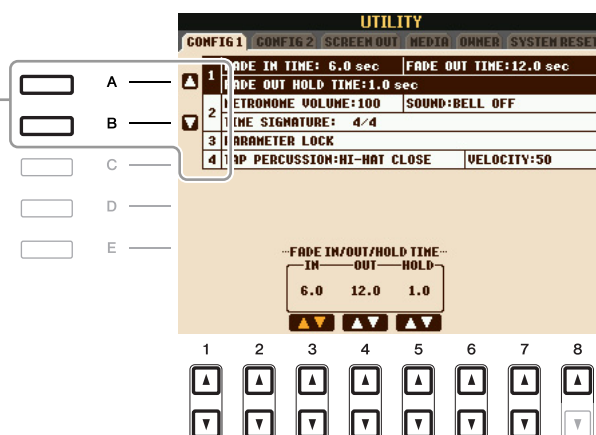 UTILITY
CONFIG 1 CONFIG 2 SCREEN OUT MEDIA OWNER SYSTEM RESET
1 FADE IN TIME: 6.0 sec FADE OUT TIME:12.0 sec
FADE OUT HOLD TIME:1.0 sec
2 METRONOME VOLUME:100 SOUND:BELL OFF
TIME SIGNATURE: 4/4
3 PARAMETER LOCK
4 TAP PERCUSSION:HI-HAT CLOSE VELOCITY:50
A
B
C
D
E
FADE IN/OUT/HOLD TIME
IN OUT HOLD
6.0 12.0 1.0
1 2 3 4 5 6 7 8